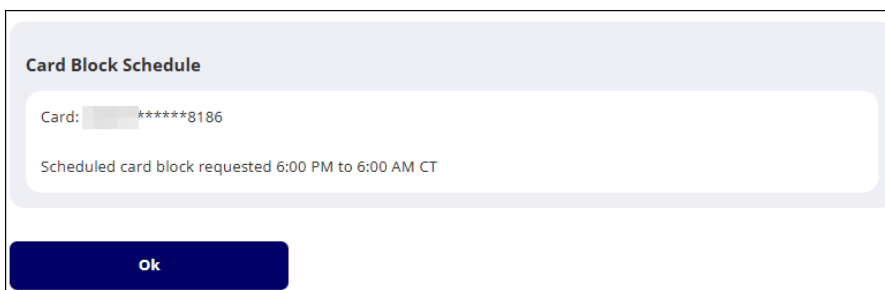 Card Block Schedule
Card: ******8186
Scheduled card block requested 6:00 PM to 6:00 AM CT
Ok